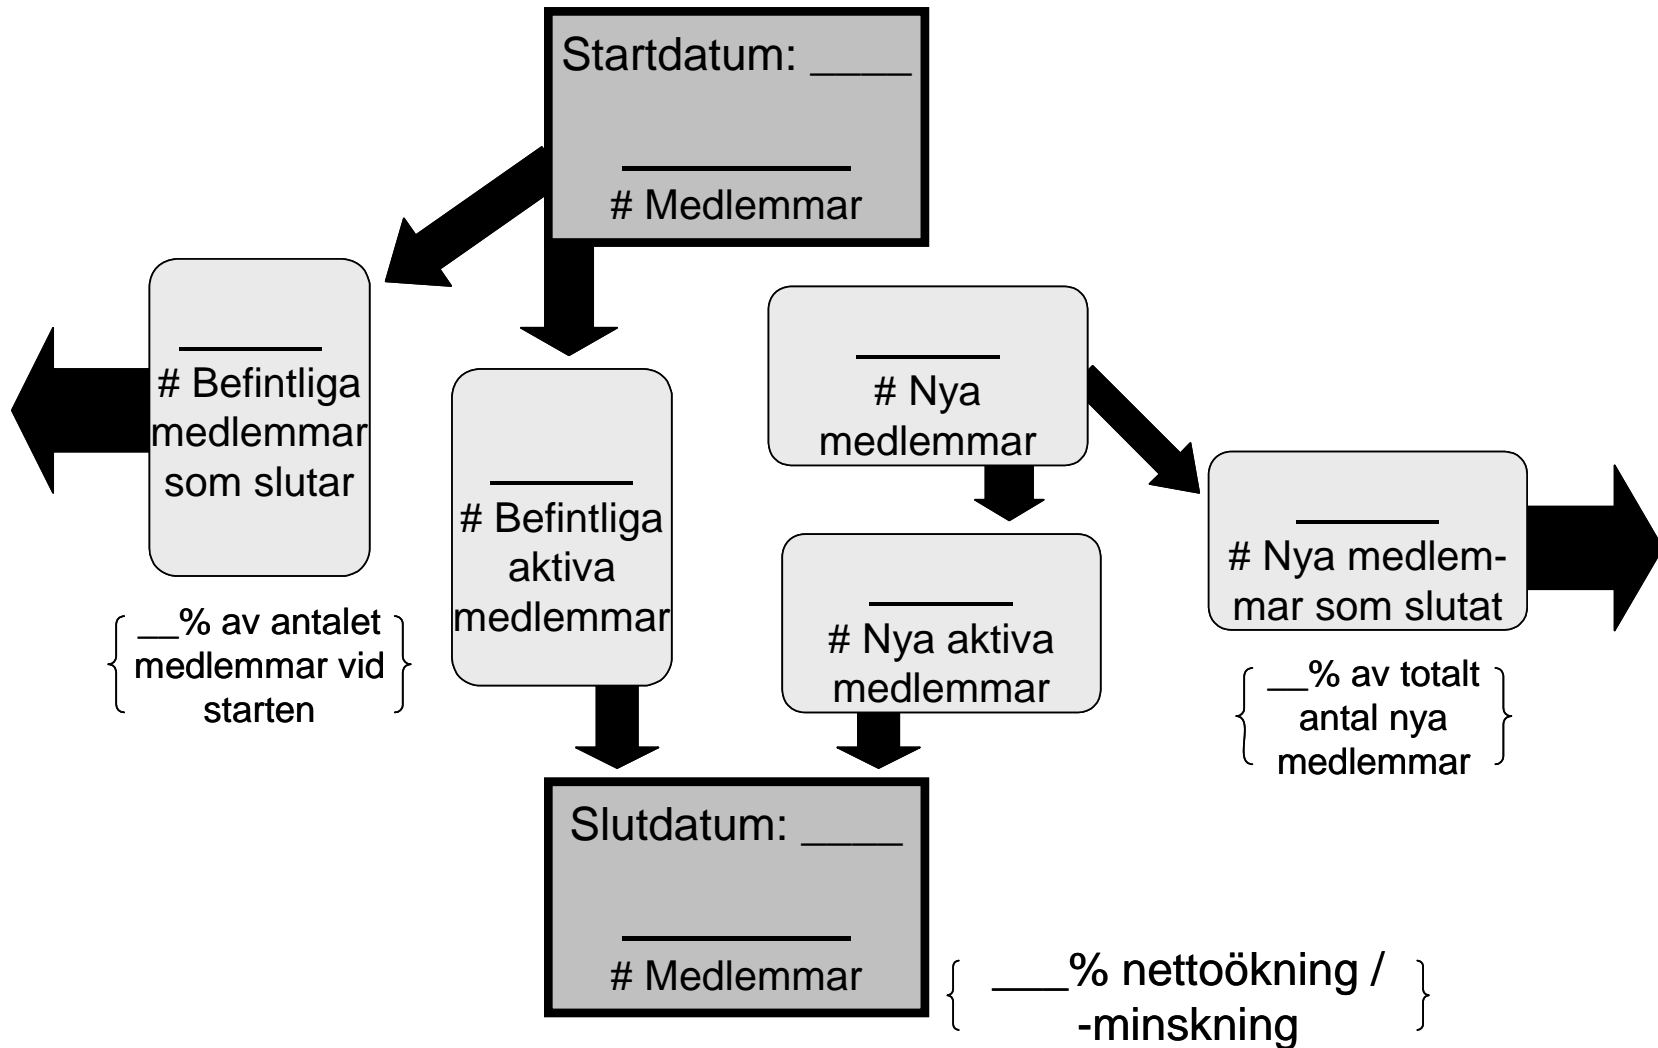 Startdatum: ____
# Medlemmar
# Befintliga
medlemmar
som slutar
__% av antalet
medlemmar vid
starten
# Befintliga
aktiva
medlemmar
# Nya
medlemmar
# Nya aktiva
medlemmar
# Nya medlem-
mar som slutat
__% av totalt
antal nya
medlemmar
Slutdatum: ____
# Medlemmar
___% nettoökning /
-minskning